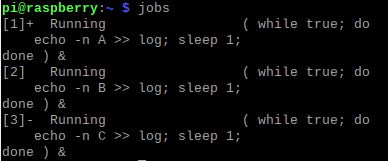 pi@raspberry:~ $ jobs
[1]+  Running                 ( while true; do
    echo -n A >> log; sleep 1;
done ) &
[2]   Running                 ( while true; do
    echo -n B >> log; sleep 1;
done ) &
[3]-  Running                 ( while true; do
    echo -n C >> log; sleep 1;
done ) &